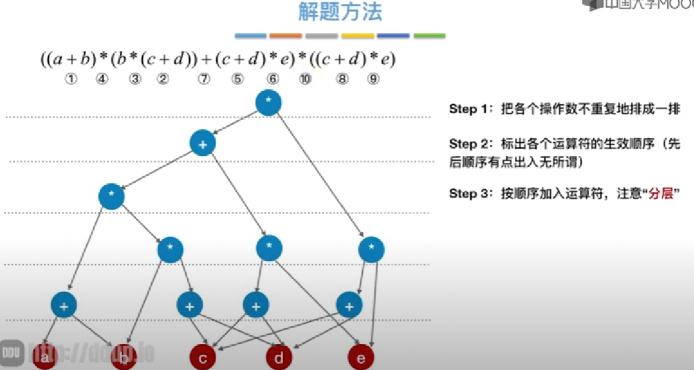 解题方法
中国大学MOOC
((a+b)*(b*(c+d))+(c+d)*e)*((c+d)*e)
① ④ ③ ② ⑦ ⑤ ⑥ ⑩ ⑧ ⑨
Step 1：把各个操作数不重复地排成一排
Step 2：标出各个运算符的生效顺序（先
后顺序有点出入无所谓）
Step 3：按顺序加入运算符，注意“分层”
*
+
*
* * *
+ + + +
a b c d e